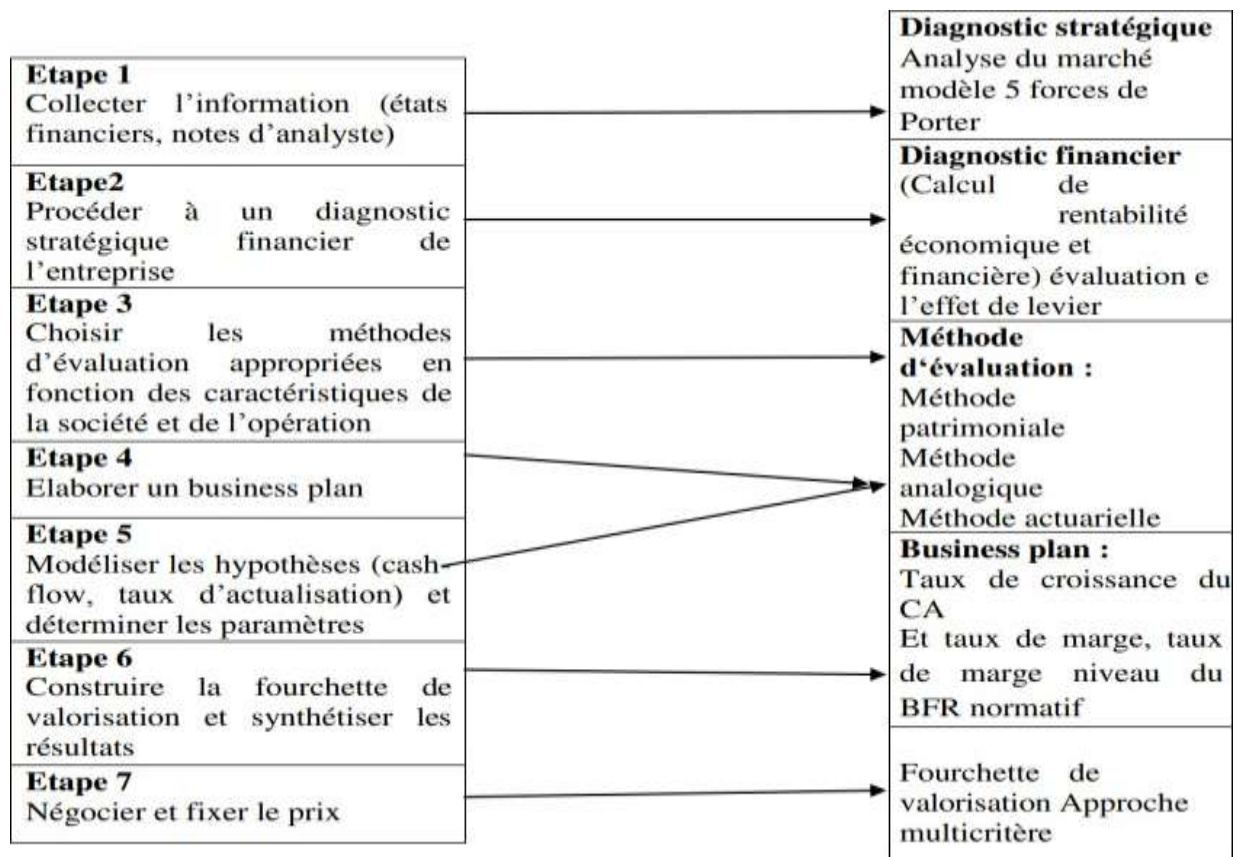 Etape 1
Collecter l'information (états
financiers, notes d'analyste)
Etape2
Procéder à un diagnostic
stratégique financier de
l'entreprise
Etape 3
Choisir les méthodes
d'évaluation appropriées en
fonction des caractéristiques de
la société et de l'opération
Etape 4
Elaborer un business plan
Etape 5
Modéliser les hypothèses (cash
flow, taux d'actualisation) et
déterminer les paramètres
Etape 6
Construire la fourchette de
valorisation et synthétiser les
résultats
Etape 7
Négocier et fixer le prix
Diagnostic stratégique
Analyse du marché
modèle 5 forces de
Porter
Diagnostic financier
(Calcul de
rentabilité
économique et
financière) évaluation e
l'effet de levier
Méthode
d'évaluation :
Méthode
patrimoniale
Méthode
analogique
Méthode actuarielle
Business plan :
Taux de croissance du
CA
Et taux de marge, taux
de marge niveau du
BFR normatif
Fourchette de
valorisation Approche
multicritère